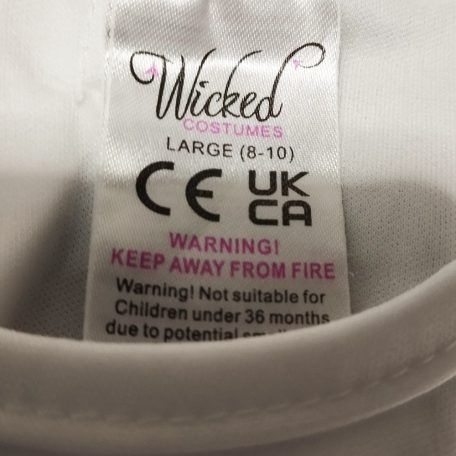 Wicked
COSTUMES
LARGE (8-10)
CE UK
CA
WARNING!
KEEP AWAY FROM FIRE
Warning! Not suitable for
Children under 36 months
due to potential